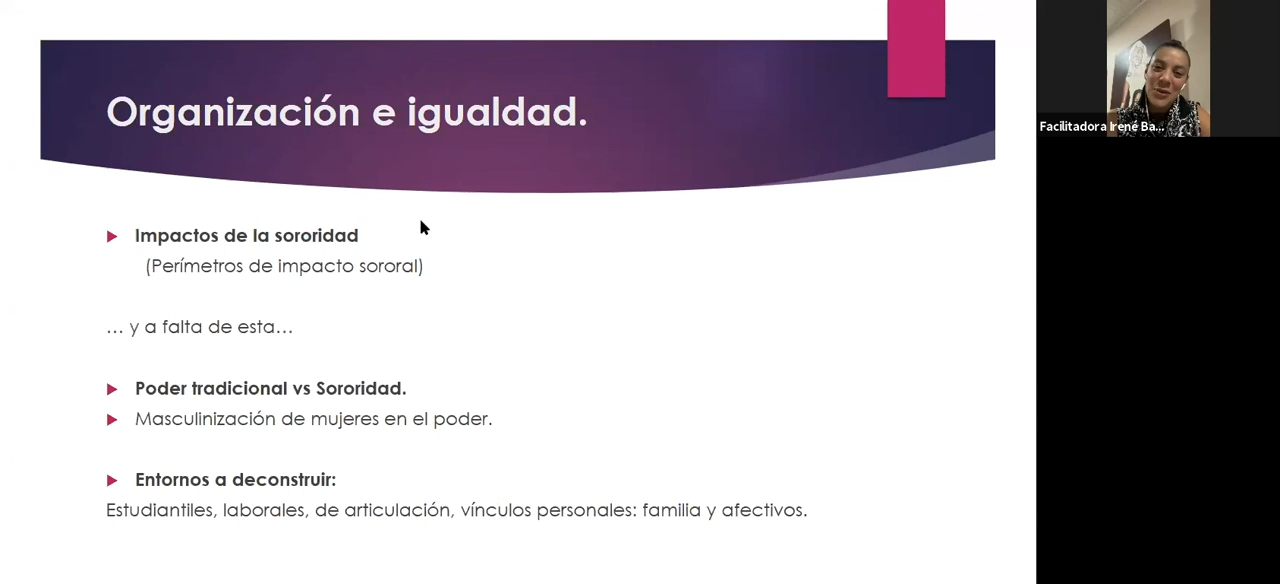 Organización e igualdad.
Impactos de la sororidad
(Perímetros de impacto sororal)
... y a falta de esta...
Poder tradicional vs Sororidad.
Masculinización de mujeres en el poder.
Entornos a deconstruir:
Estudiantiles, laborales, de articulación, vínculos personales: familia y afectivos.
Facilitadora Irené Ba...